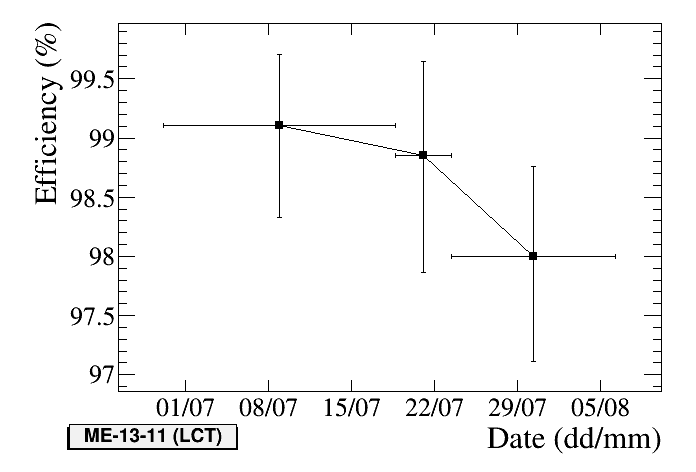 Efficiency (%)
99.5
99
98.5
98
97.5
97
01/07 08/07 15/07 22/07 29/07 05/08
ME-13-11 (LCT)
Date (dd/mm)